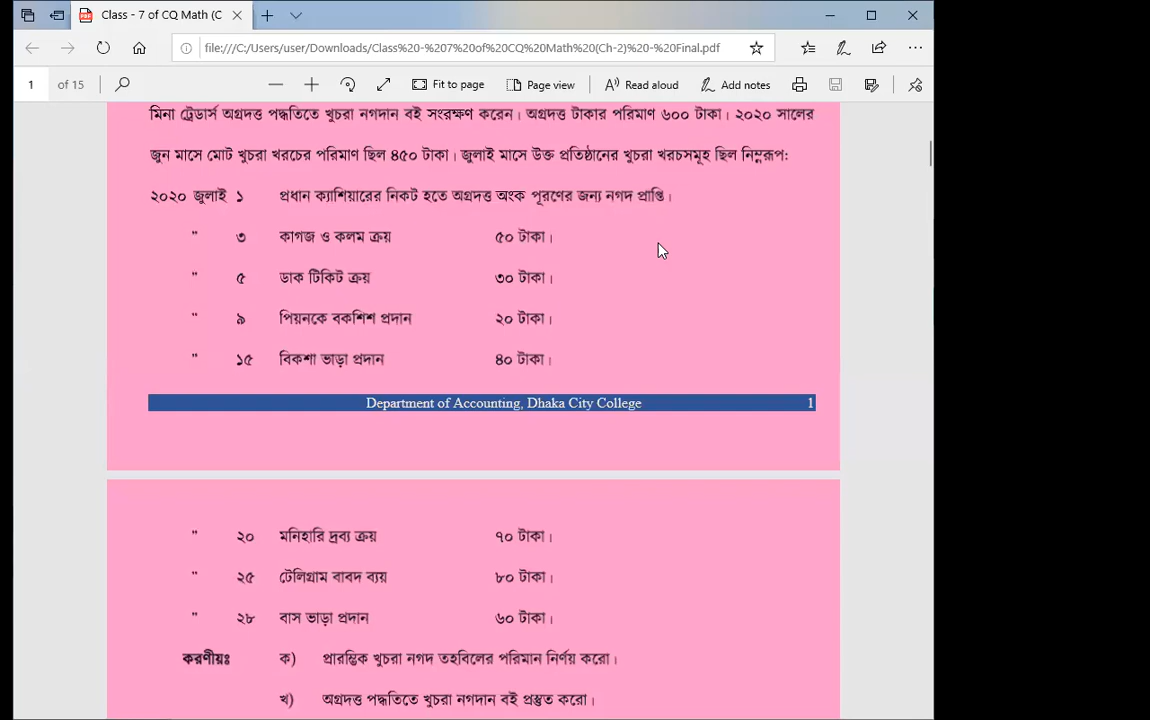 Class - 7 of CQ Math (C
file:///C:/Users/user/Downloads/Class%20-%207%20of%20CQ%20Math(Ch-2)%20-%20Final.pdf
1 of 15
Fit to page
Page view
Read aloud
Add notes
মিনা ট্রেডার্স অগ্রদত্ত পদ্ধতিতে খুচরা নগদান বই সংরক্ষণ করেন। অগ্রদত্ত টাকার পরিমাণ ৬০০ টাকা। ২০২০ সালের
জুন মাসে মোট খুচরা খরচের পরিমাণ ছিল ৪৫০ টাকা। জুলাই মাসে উক্ত প্রতিষ্ঠানের খুচরা খরচসমূহ ছিল নিম্নরূপ:
২০২০ জুলাই ১ প্রধান ক্যাশিয়ারের নিকট হতে অগ্রদত্ত অংক পূরণের জন্য নগদ প্রাপ্তি।
" ৩ কাগজ ও কলম ক্রয় ৫০ টাকা।
" ৫ ডাক টিকিট ক্রয় ৩০ টাকা।
" ৯ পিয়নকে বকশিশ প্রদান ২০ টাকা।
" ১৫ বিকশা ভাড়া প্রদান ৪০ টাকা।
Department of Accounting, Dhaka City College 1
" ২০ মনিহারি দ্রব্য ক্রয় ৭০ টাকা।
" ২৫ টেলিগ্রাম বাবদ ব্যয় ৮০ টাকা।
" ২৮ বাস ভাড়া প্রদান ৬০ টাকা।
করণীয়ঃ ক) প্রারম্ভিক খুচরা নগদ তহবিলের পরিমান নির্ণয় করো।
খ) অগ্রদত্ত পদ্ধতিতে খুচরা নগদান বই প্রস্তুত করো।